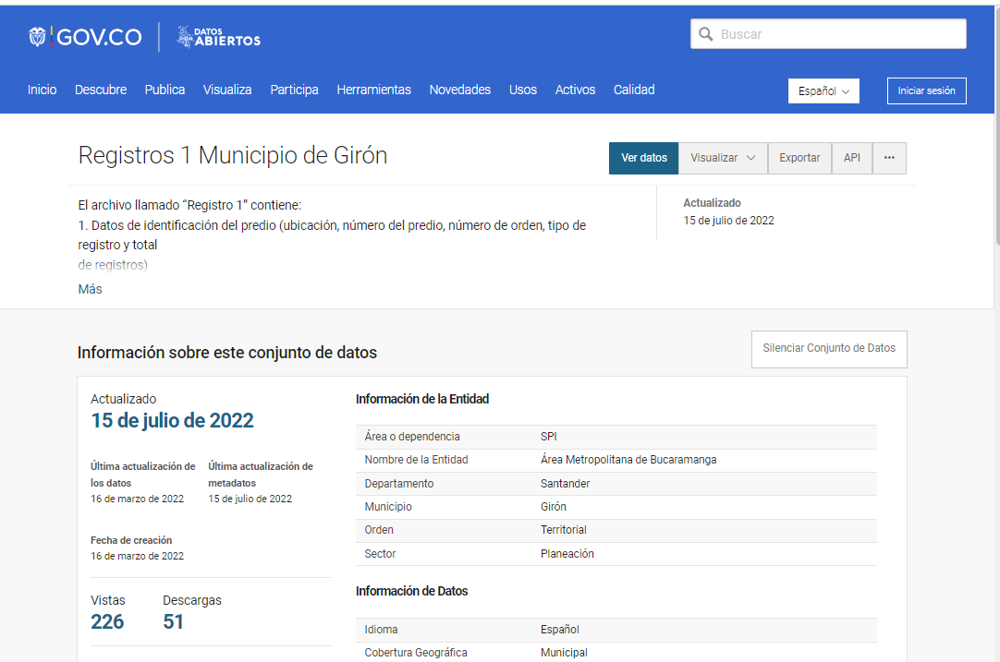 GOV.CO
DATOS
ABIERTOS
Buscar
Inicio Descubre Publica Visualiza Participa Herramientas Novedades Usos Activos Calidad
Español
Iniciar sesión
Registros 1 Municipio de Girón
Ver datos Visualizar Exportar API ...
El archivo llamado “Registro 1” contiene:
1. Datos de identificación del predio (ubicación, número del predio, número de orden, tipo de
registro y total
de registros)
Más
Actualizado
15 de julio de 2022
Información sobre este conjunto de datos
Silenciar Conjunto de Datos
Actualizado
15 de julio de 2022
Última actualización de
los datos
16 de marzo de 2022
Última actualización de
metadatos
15 de julio de 2022
Fecha de creación
16 de marzo de 2022
Vistas
226
Descargas
51
Información de la Entidad
Área o dependencia SPI
Nombre de la Entidad Área Metropolitana de Bucaramanga
Departamento Santander
Municipio Girón
Orden Territorial
Sector Planeación
Información de Datos
Idioma Español
Cobertura Geográfica Municipal